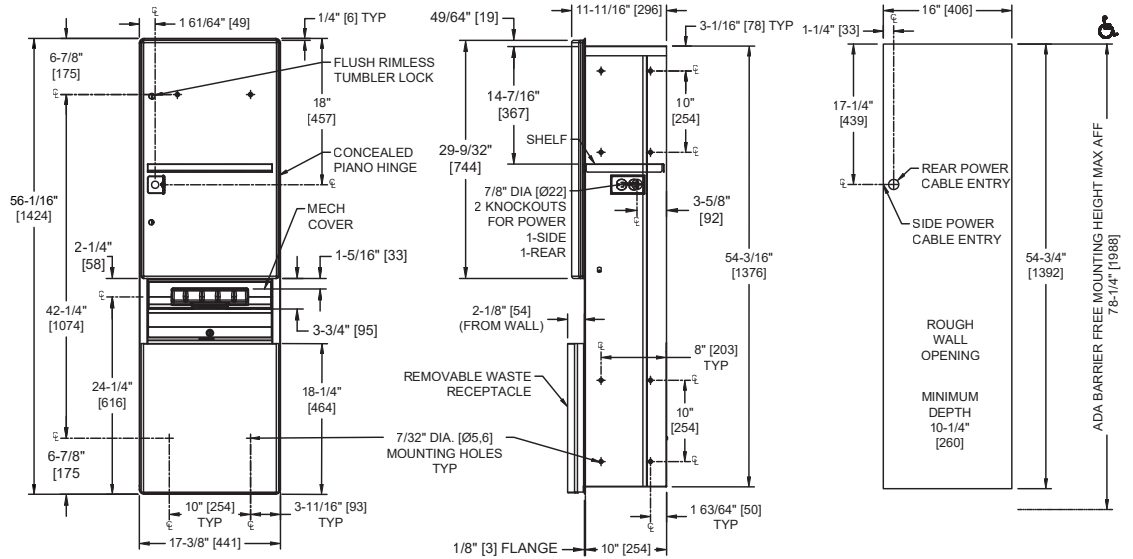 ℄
1 61/64" [49]
1/4" [6] TYP
6-7/8"
[175]
FLUSH RIMLESS
TUMBLER LOCK
18"
[457]
℄
CONCEALED
PIANO HINGE
℄
56-1/16"
[1424]
MECH
COVER
2-1/4"
[58]
1-5/16" [33]
℄
42-1/4"
[1074]
3-3/4" [95]
24-1/4"
[616]
18-1/4"
[464]
℄
6-7/8"
[175
10" [254]
TYP
3-11/16" [93]
TYP
℄
℄
17-3/8" [441]
49/64" [19]
11-11/16" [296]
3-1/16" [78] TYP
℄
14-7/16"
[367]
10"
[254]
SHELF
℄
29-9/32"
[744]
7/8" DIA [Ø22]
2 KNOCKOUTS
FOR POWER
1-SIDE
1-REAR
3-5/8"
[92]
℄
54-3/16"
[1376]
2-1/8" [54]
(FROM WALL)
℄
8" [203]
TYP
REMOVABLE WASTE
RECEPTACLE
℄
10"
[254]
7/32" DIA. [Ø5,6]
MOUNTING HOLES
TYP
℄
1 63/64" [50]
TYP
℄
1/8" [3] FLANGE
10" [254]
16" [406]
1-1/4" [33]
℄
17-1/4"
[439]
REAR POWER
CABLE ENTRY
℄
SIDE POWER
CABLE ENTRY
54-3/4"
[1392]
ROUGH
WALL
OPENING
MINIMUM
DEPTH
10-1/4"
[260]
ADA BARRIER FREE MOUNTING HEIGHT MAX AFF
78-1/4" [1988]